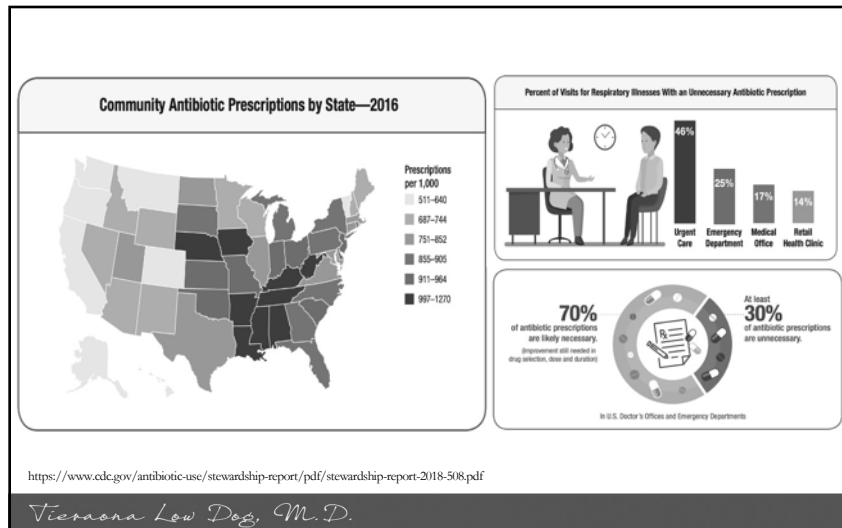 Community Antibiotic Prescriptions by State—2016
Prescriptions
per 1,000
511–640
687–744
751–852
855–905
911–964
997–1270
Percent of Visits for Respiratory Illnesses With an Unnecessary Antibiotic Prescription
46%
25%
17%
14%
Urgent
Care
Emergency
Department
Medical
Office
Retail
Health Clinic
70%
of antibiotic prescriptions
are likely necessary.
(Improvement still needed in
drug selection, dose and duration)
Rx
At least
30%
of antibiotic prescriptions
are unnecessary.
In U.S. Doctor's Offices and Emergency Departments
https://www.cdc.gov/antibiotic-use/stewardship-report/pdf/stewardship-report-2018-508.pdf
Tieraona Low Dog, M.D.